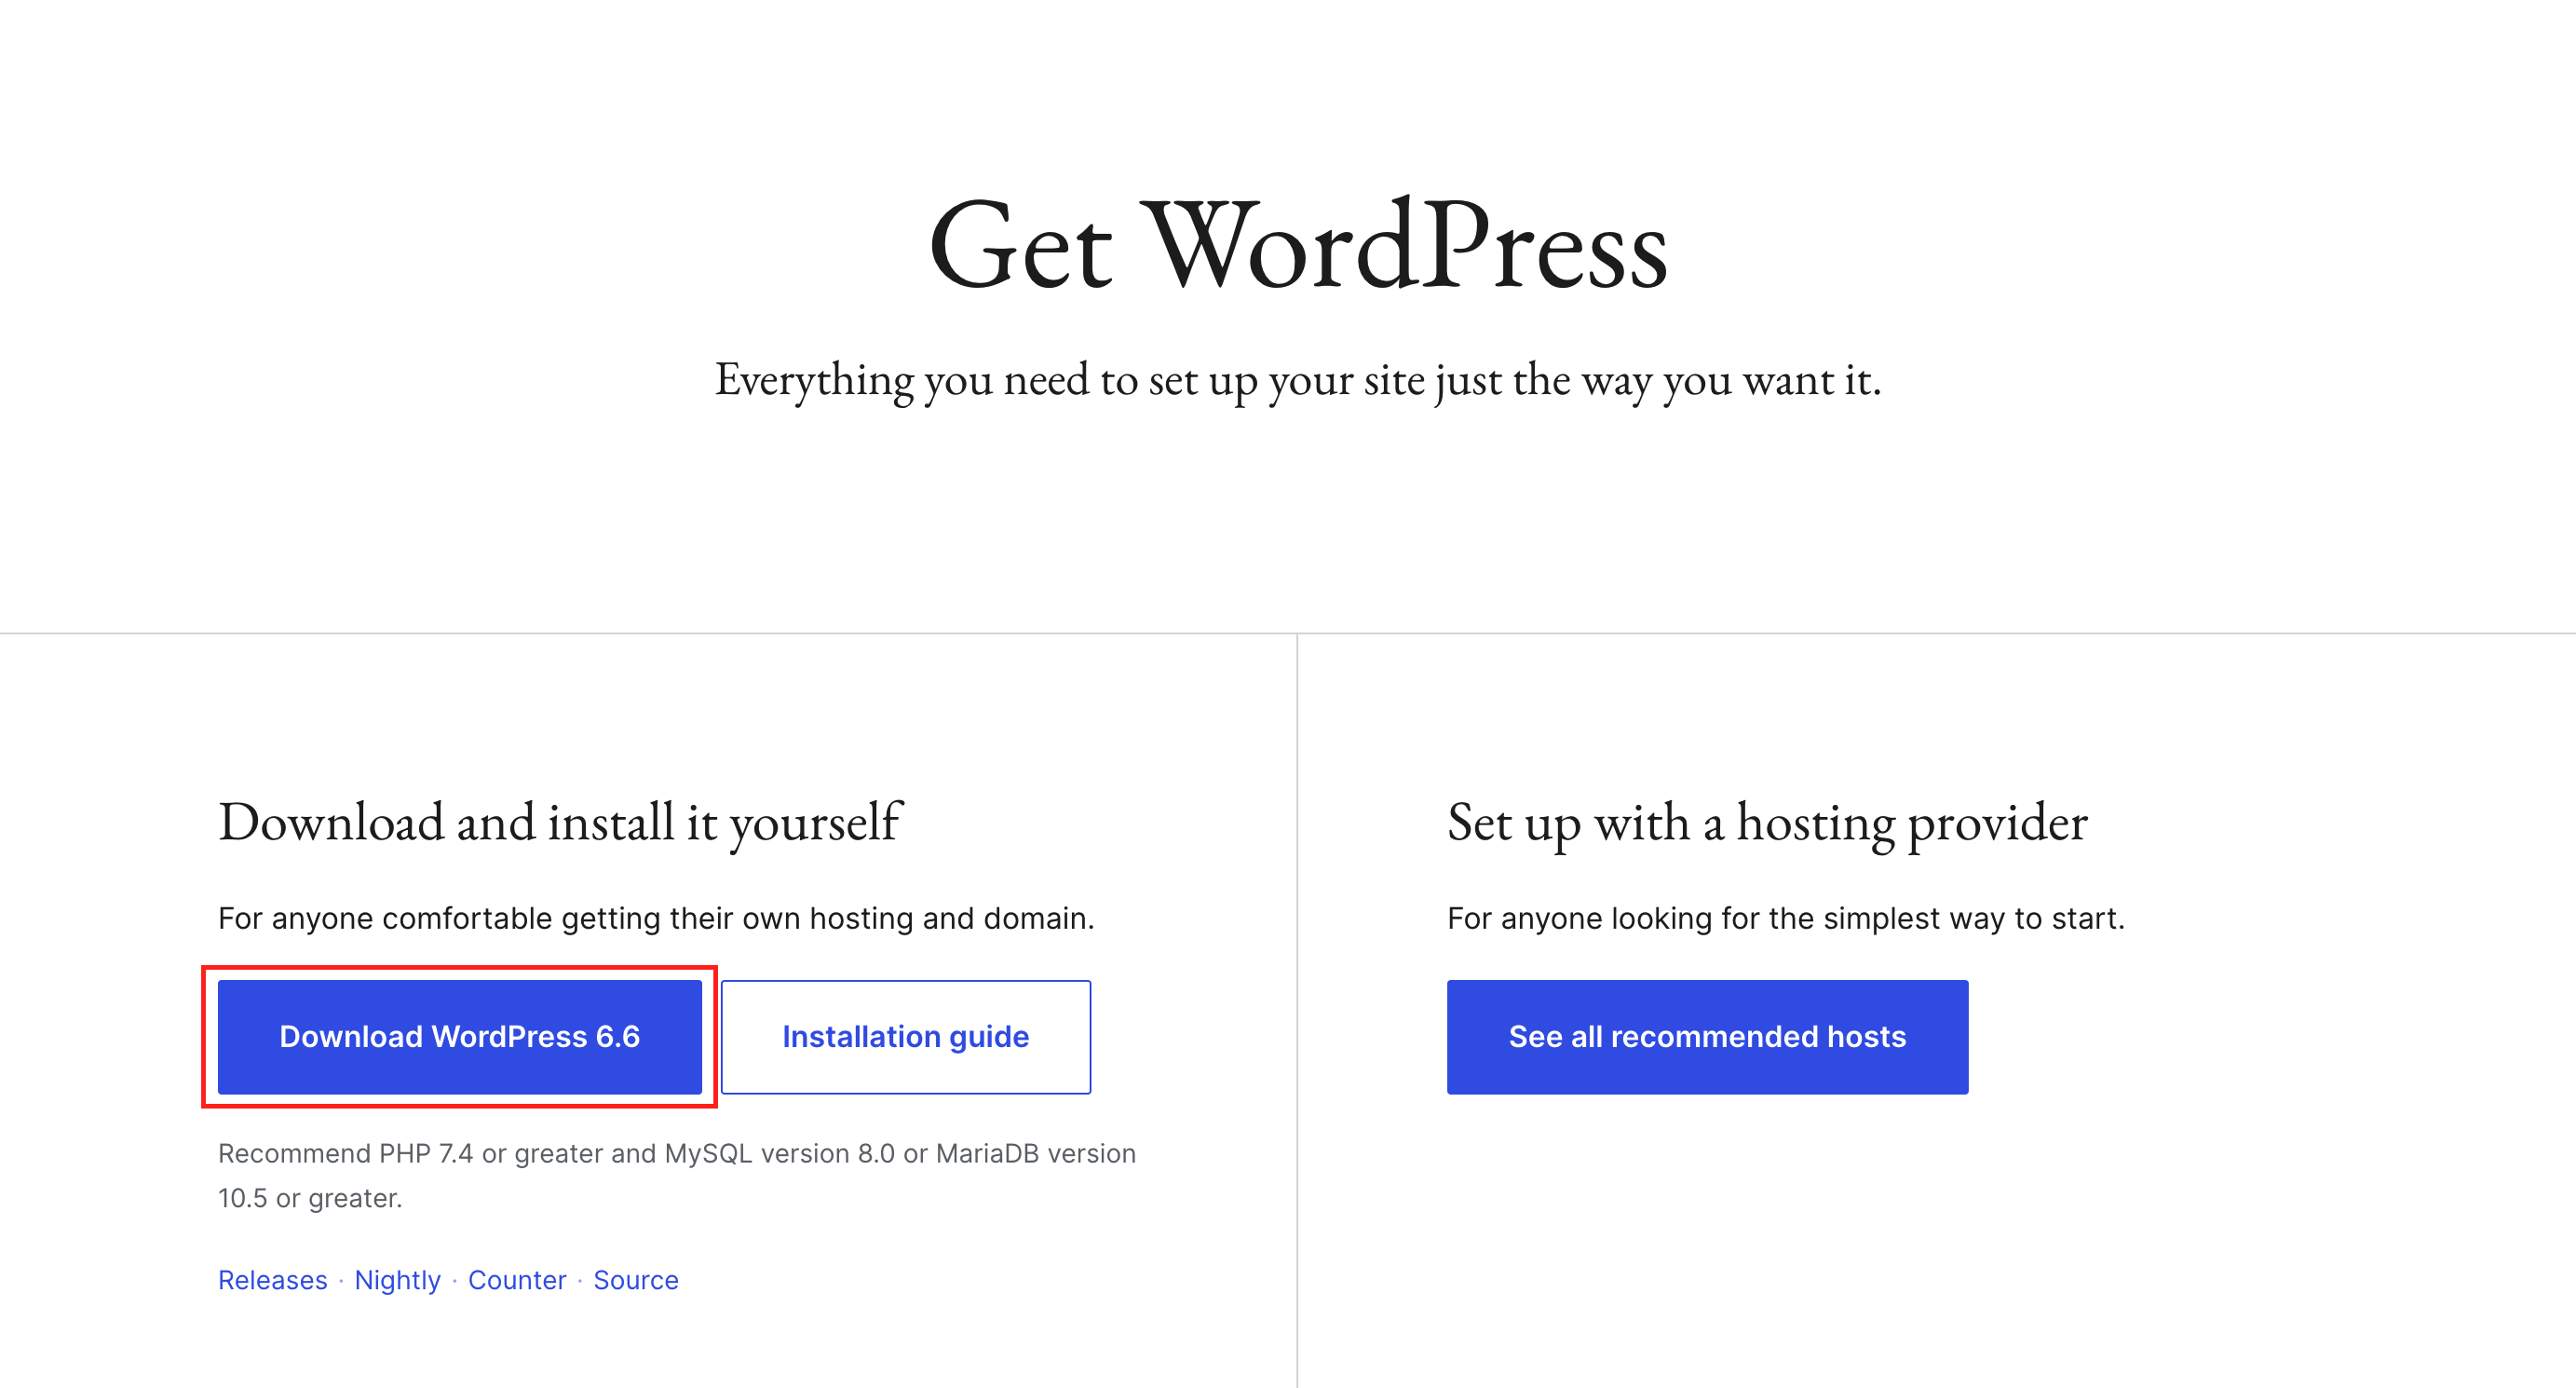 Get WordPress
Everything you need to set up your site just the way you want it.
Download and install it yourself
For anyone comfortable getting their own hosting and domain.
Download WordPress 6.6
Installation guide
Recommend PHP 7.4 or greater and MySQL version 8.0 or MariaDB version
10.5 or greater.
Releases · Nightly · Counter · Source
Set up with a hosting provider
For anyone looking for the simplest way to start.
See all recommended hosts